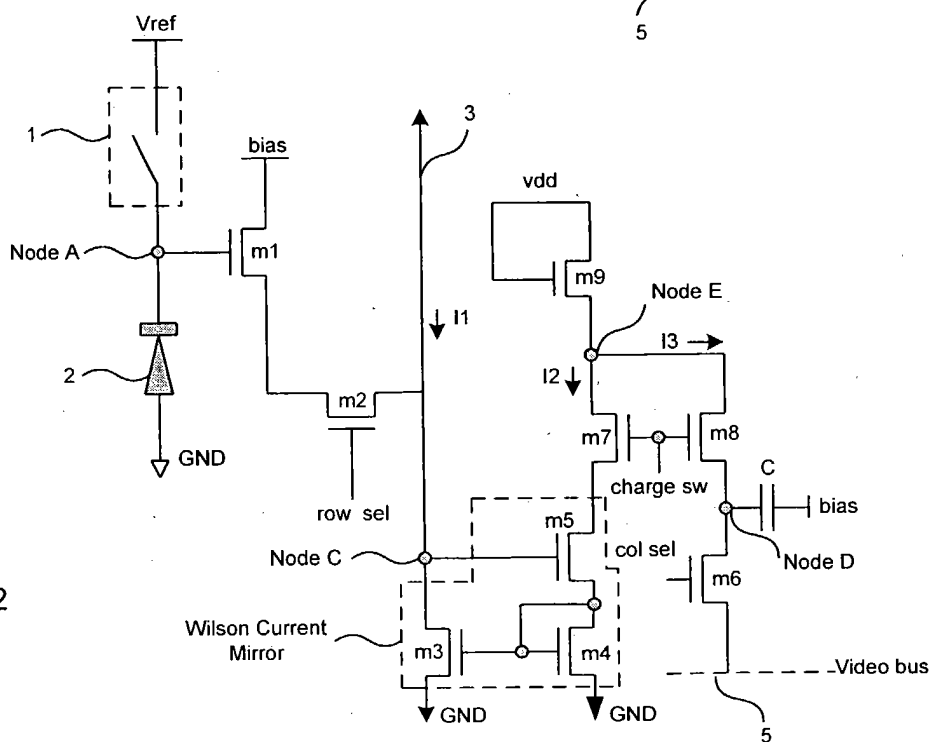 5
Vref
1
3
bias
vdd
Node A
m1
m9
Node E
I1
I3
2
I2
m2
m7
m8
GND
C
charge sw
bias
row sel
m5
Node C
col sel
Node D
m6
2
Wilson Current
Mirror
m3
m4
Video bus
GND
GND
5